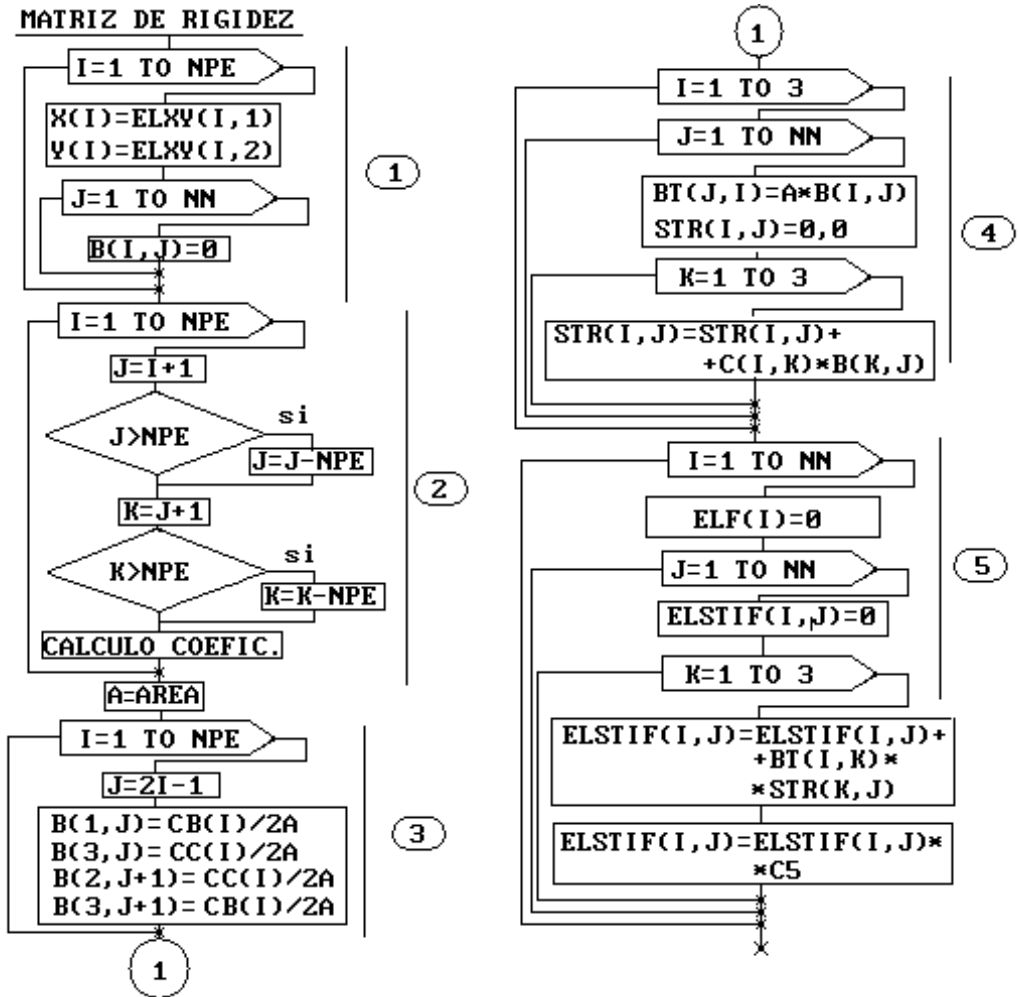 MATRIZ DE RIGIDEZ
I=1 TO NPE
X(I)=ELXY(I,1)
Y(I)=ELXY(I,2)
J=1 TO NN
B(I,J)=0
1
I=1 TO NPE
J=I+1
J>NPE
si
J=J-NPE
K=J+1
K>NPE
si
K=K-NPE
CALCULO COEFIC.
2
A=AREA
I=1 TO NPE
J=2I-1
B(1,J)= CB(I)/2A
B(3,J)= CC(I)/2A
B(2,J+1)= CC(I)/2A
B(3,J+1)= CB(I)/2A
3
1
1
I=1 TO 3
J=1 TO NN
BT(J,I)=A*B(I,J)
STR(I,J)=0,0
K=1 TO 3
STR(I,J)=STR(I,J)+
+C(I,K)*B(K,J)
4
I=1 TO NN
ELF(I)=0
J=1 TO NN
ELSTIF(I,J)=0
K=1 TO 3
5
ELSTIF(I,J)=ELSTIF(I,J)+
+BT(I,K)*
*STR(K,J)
ELSTIF(I,J)=ELSTIF(I,J)*
*C5